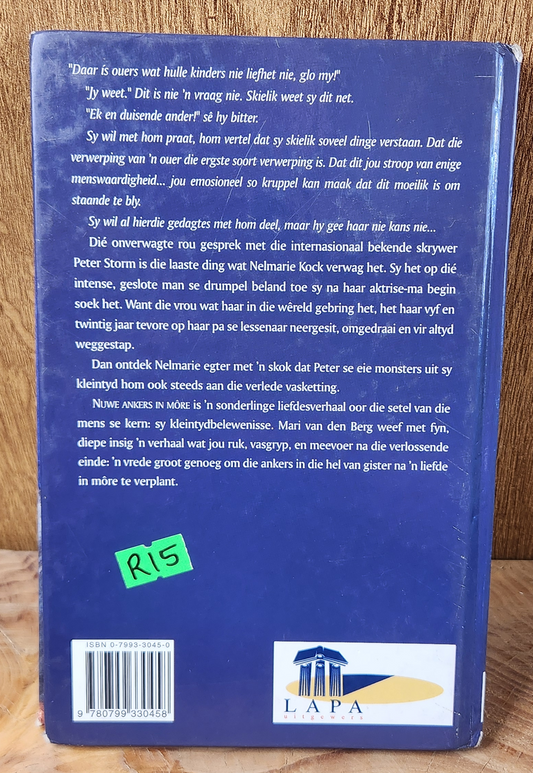 "Daar ís ouers wat hulle kinders nie liefhet nie, glo my!"
"Jy weet." Dit is nie 'n vraag nie. Skielik weet sy dit net.
"Ek en duisende ander!" sê hy bitter.
Sy wil met hom praat, hom vertel dat sy skielik soveel dinge verstaan. Dat die
verwerping van 'n ouer die ergste soort verwerping is. Dat dit jou stroop van enige
menswaardigheid... jou emosioneel so kruppel kan maak dat dit moeilik is om
staande te bly.
Sy wil al hierdie gedagtes met hom deel, maar hy gee haar nie kans nie...
Dié onverwagte rou gesprek met die internasionaal bekende skrywer
Peter Storm is die laaste ding wat Nelmarie Kock verwag het. Sy het op dié
intense, geslote man se drumpel beland toe sy na haar aktrise-ma begin
soek het. Want die vrou wat haar in die wêreld gebring het, het haar vyf en
twintig jaar tevore op haar pa se lessenaar neergesit, omgedraai en vir altyd
weggestap.
Dan ontdek Nelmarie egter met 'n skok dat Peter se eie monsters uit sy
kleintyd hom ook steeds aan die verlede vasketting.
NUWE ANKERS IN MÔRE is 'n sonderlinge liefdesverhaal oor die setel van die
mens se kern: sy kleintydbelewenisse. Mari van den Berg weef met fyn,
diepe insig 'n verhaal wat jou ruk, vasgryp, en meevoer na die verlossende
einde: 'n vrede groot genoeg om die ankers in die hel van gister na 'n liefde
in môre te verplant.
R15
ISBN 0-7993-3045-0
9 780799 330458
LAPA
uitgewers